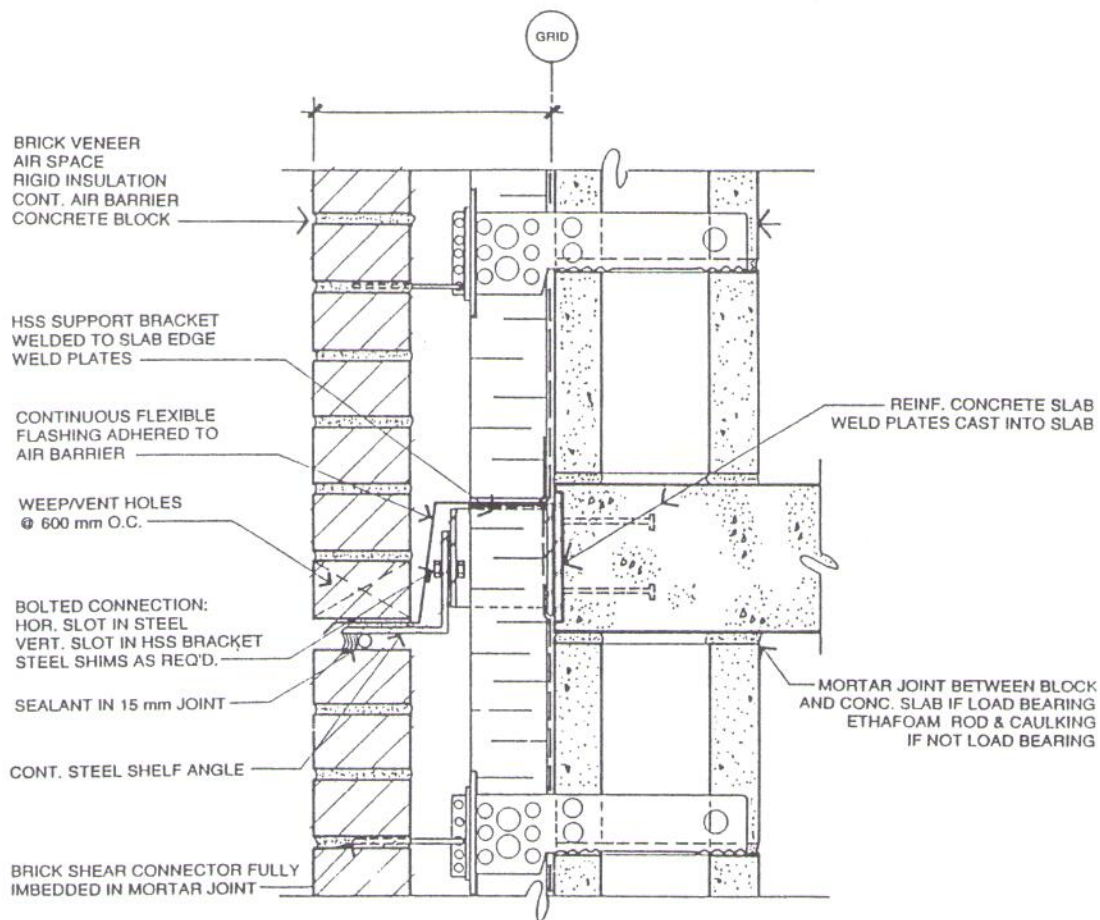 GRID
BRICK VENEER
AIR SPACE
RIGID INSULATION
CONT. AIR BARRIER
CONCRETE BLOCK
HSS SUPPORT BRACKET
WELDED TO SLAB EDGE
WELD PLATES
CONTINUOUS FLEXIBLE
FLASHING ADHERED TO
AIR BARRIER
WEEP/VENT HOLES
@ 600 mm O.C.
BOLTED CONNECTION:
HOR. SLOT IN STEEL
VERT. SLOT IN HSS BRACKET
STEEL SHIMS AS REQ'D.
SEALANT IN 15 mm JOINT
CONT. STEEL SHELF ANGLE
BRICK SHEAR CONNECTOR FULLY
IMBEDDED IN MORTAR JOINT
REINF. CONCRETE SLAB
WELD PLATES CAST INTO SLAB
MORTAR JOINT BETWEEN BLOCK
AND CONC. SLAB IF LOAD BEARING
ETHAFOAM ROD & CAULKING
IF NOT LOAD BEARING